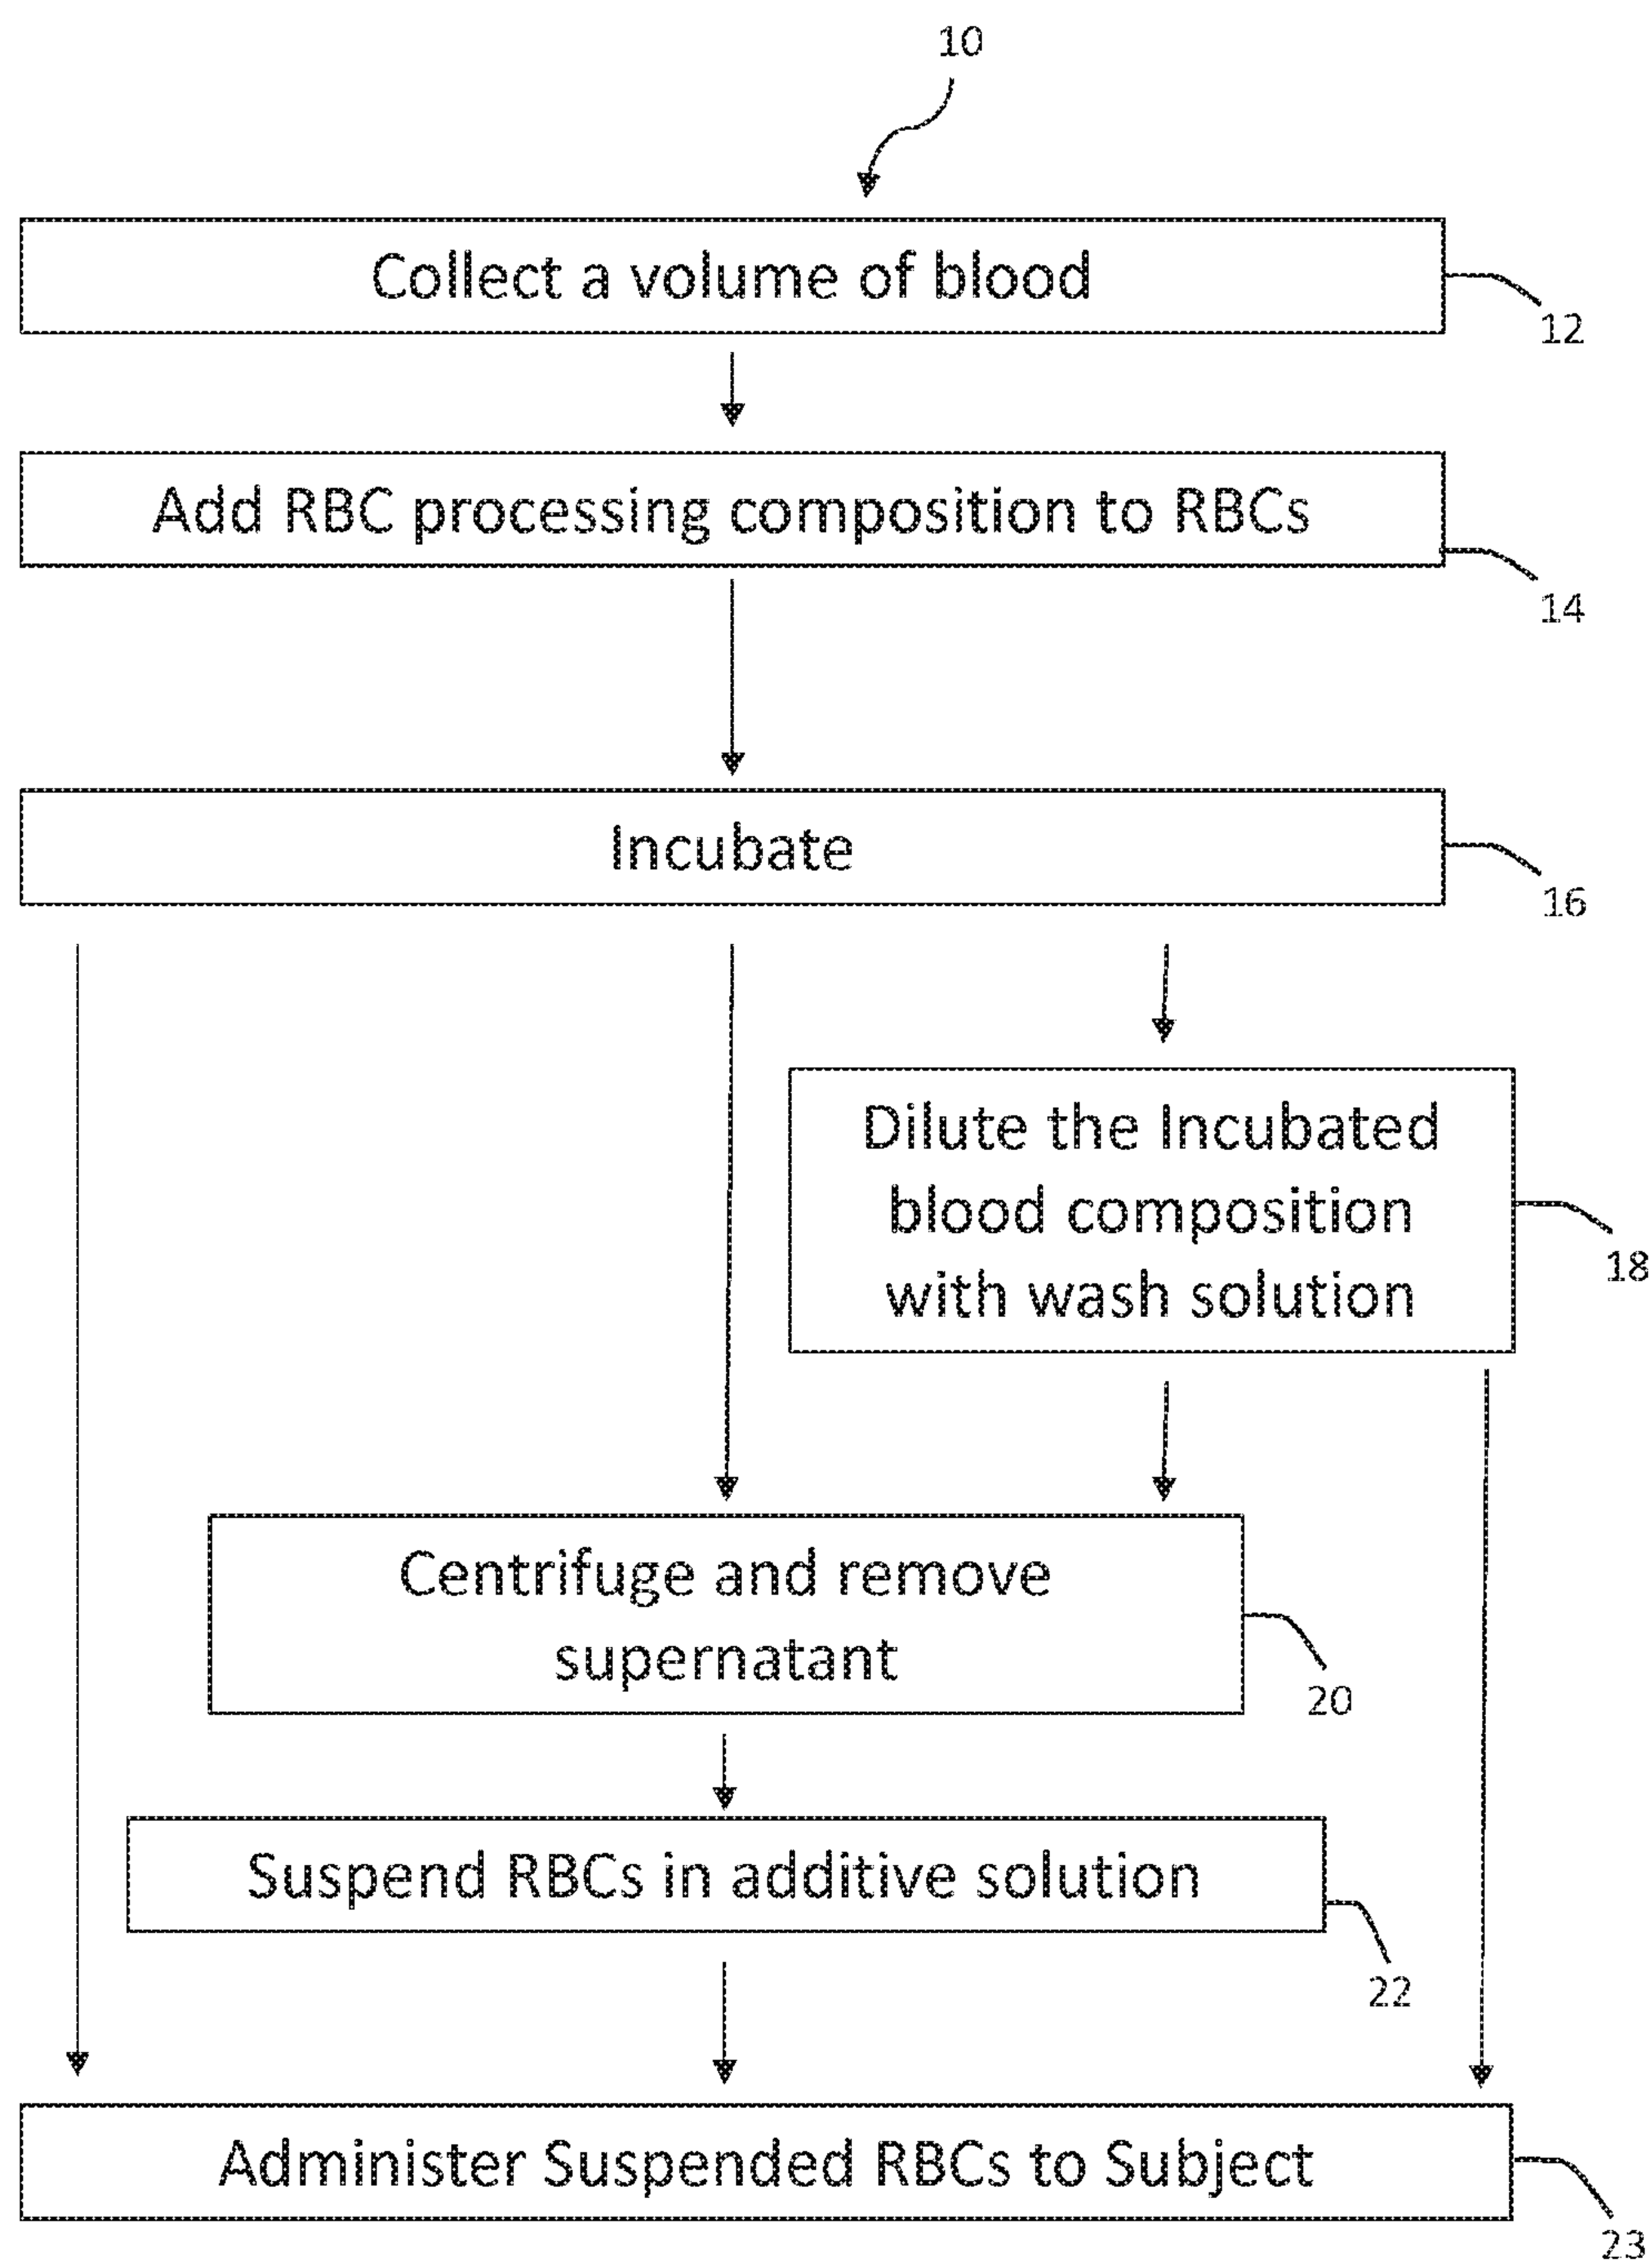 10
Collect a volume of blood
12
Add RBC processing composition to RBCs
14
Incubate
16
Dilute the Incubated
blood composition
with wash solution
18
Centrifuge and remove
supernatant
20
Suspend RBCs in additive solution
22
Administer Suspended RBCs to Subject
23